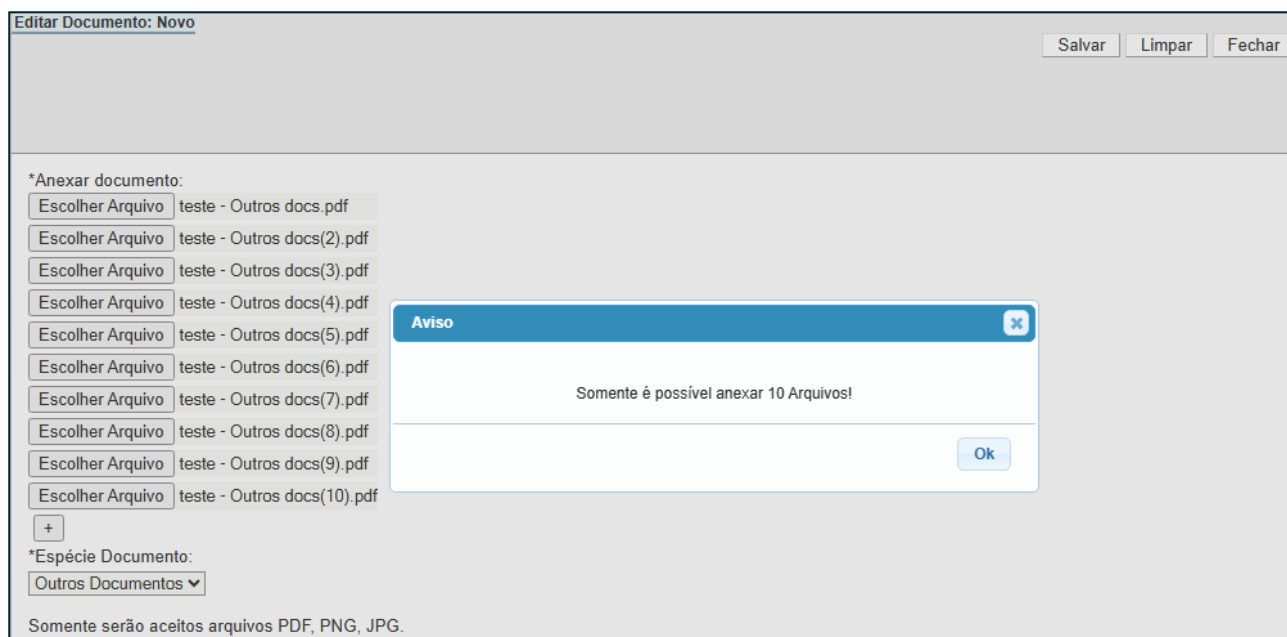 Editar Documento: Novo
Salvar Limpar Fechar
*Anexar documento:
Escolher Arquivo teste - Outros docs.pdf
Escolher Arquivo teste - Outros docs(2).pdf
Escolher Arquivo teste - Outros docs(3).pdf
Escolher Arquivo teste - Outros docs(4).pdf
Escolher Arquivo teste - Outros docs(5).pdf
Escolher Arquivo teste - Outros docs(6).pdf
Escolher Arquivo teste - Outros docs(7).pdf
Escolher Arquivo teste - Outros docs(8).pdf
Escolher Arquivo teste - Outros docs(9).pdf
Escolher Arquivo teste - Outros docs(10).pdf
+
*Espécie Documento:
Outros Documentos
Somente serão aceitos arquivos PDF, PNG, JPG.
Aviso
Somente é possível anexar 10 Arquivos!
Ok